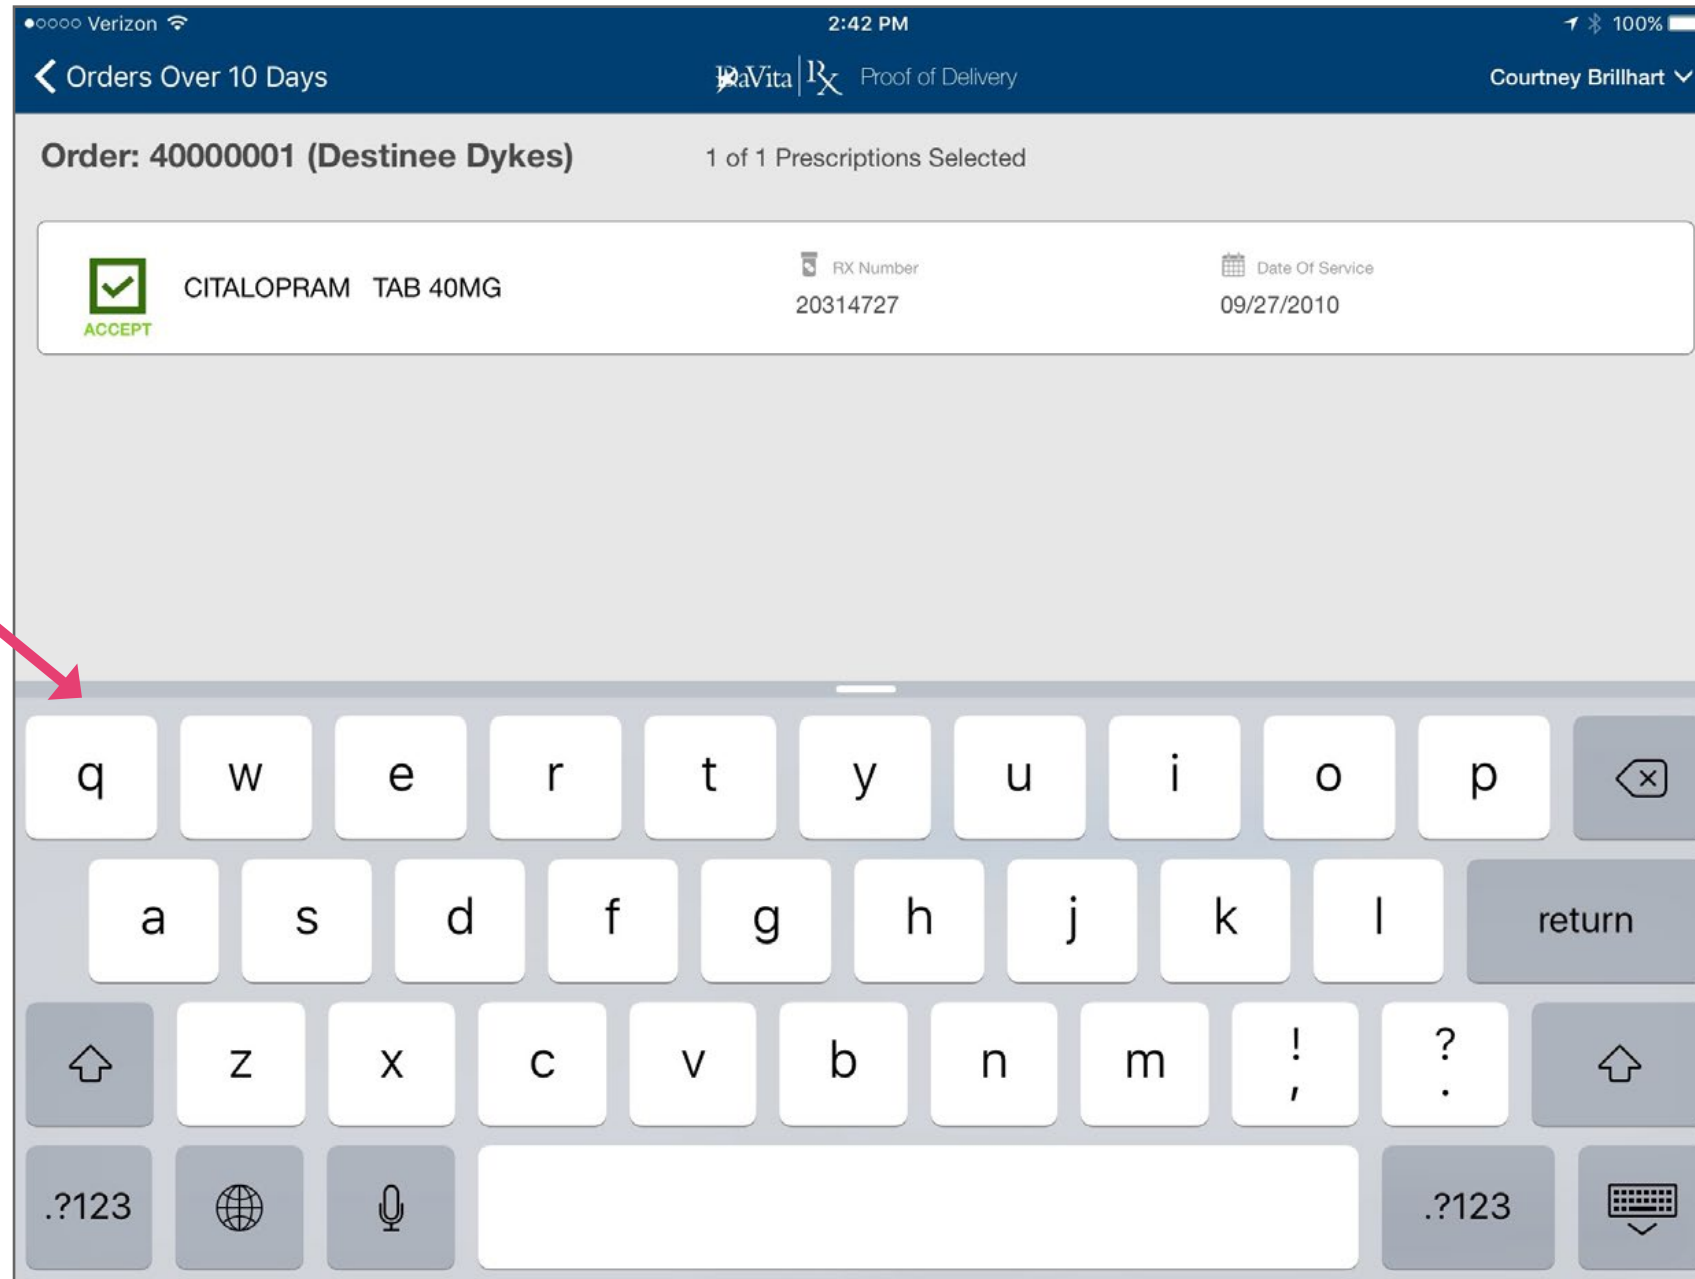 Verizon 2:42 PM 100%
Orders Over 10 Days DaVita Rx Proof of Delivery Courtney Brillhart
Order: 40000001 (Destinee Dykes) 1 of 1 Prescriptions Selected
RX Number Date Of Service
CITALOPRAM TAB 40MG 20314727 09/27/2010
ACCEPT
q w e r t y u i o p
a s d f g h j k l return
z x c v b n m ! , ? .
.?123 .?123